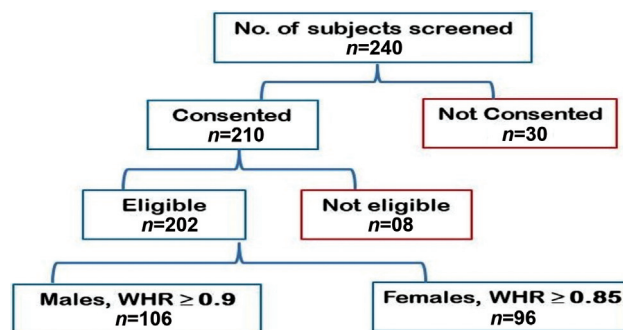 No. of subjects screened
n=240
Consented
n=210
Not Consented
n=30
Eligible
n=202
Not eligible
n=08
Males, WHR ≥ 0.9
n=106
Females, WHR ≥ 0.85
n=96